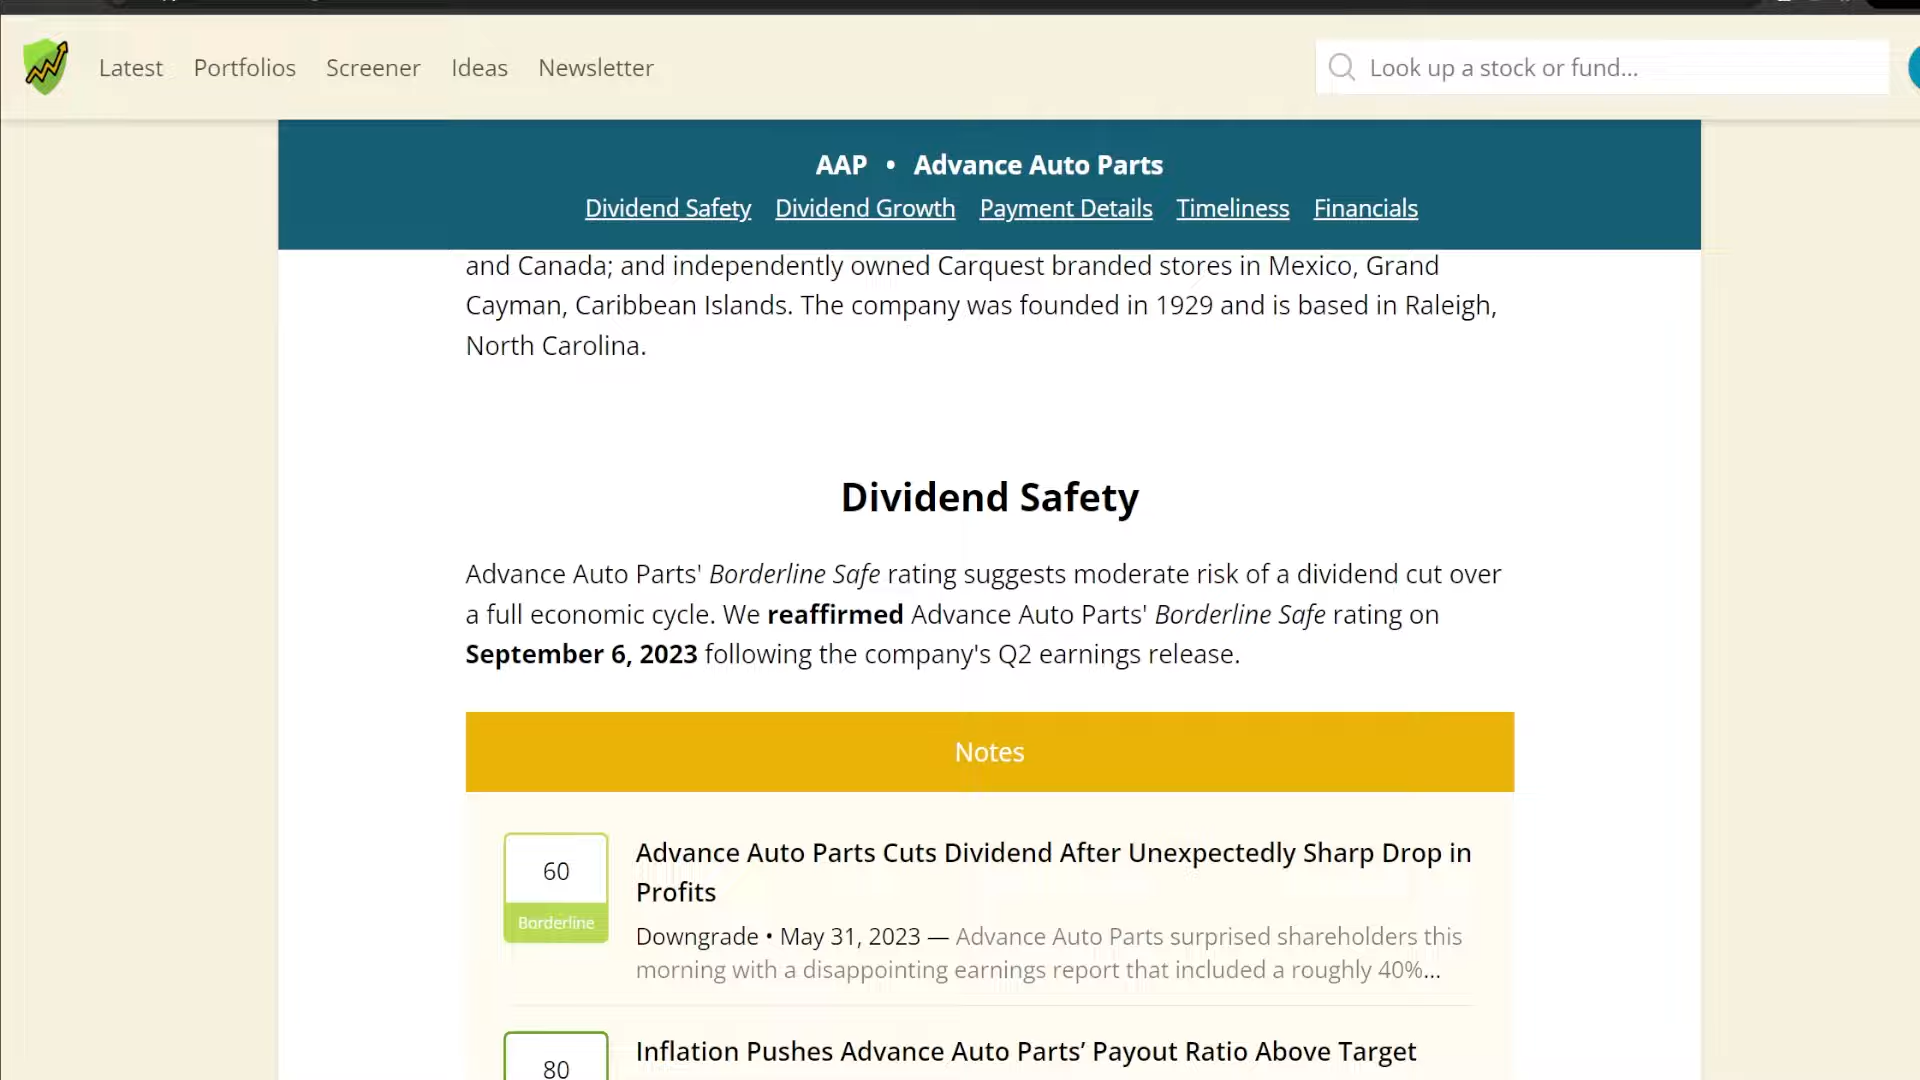 Latest Portfolios Screener Ideas Newsletter
Look up a stock or fund...
AAP • Advance Auto Parts
Dividend Safety Dividend Growth Payment Details Timeliness Financials
and Canada; and independently owned Carquest branded stores in Mexico, Grand
Cayman, Caribbean Islands. The company was founded in 1929 and is based in Raleigh,
North Carolina.
Dividend Safety
Advance Auto Parts' Borderline Safe rating suggests moderate risk of a dividend cut over
a full economic cycle. We reaffirmed Advance Auto Parts' Borderline Safe rating on
September 6, 2023 following the company's Q2 earnings release.
Notes
60
Borderline
Advance Auto Parts Cuts Dividend After Unexpectedly Sharp Drop in
Profits
Downgrade • May 31, 2023 — Advance Auto Parts surprised shareholders this
morning with a disappointing earnings report that included a roughly 40%...
80
Inflation Pushes Advance Auto Parts’ Payout Ratio Above Target